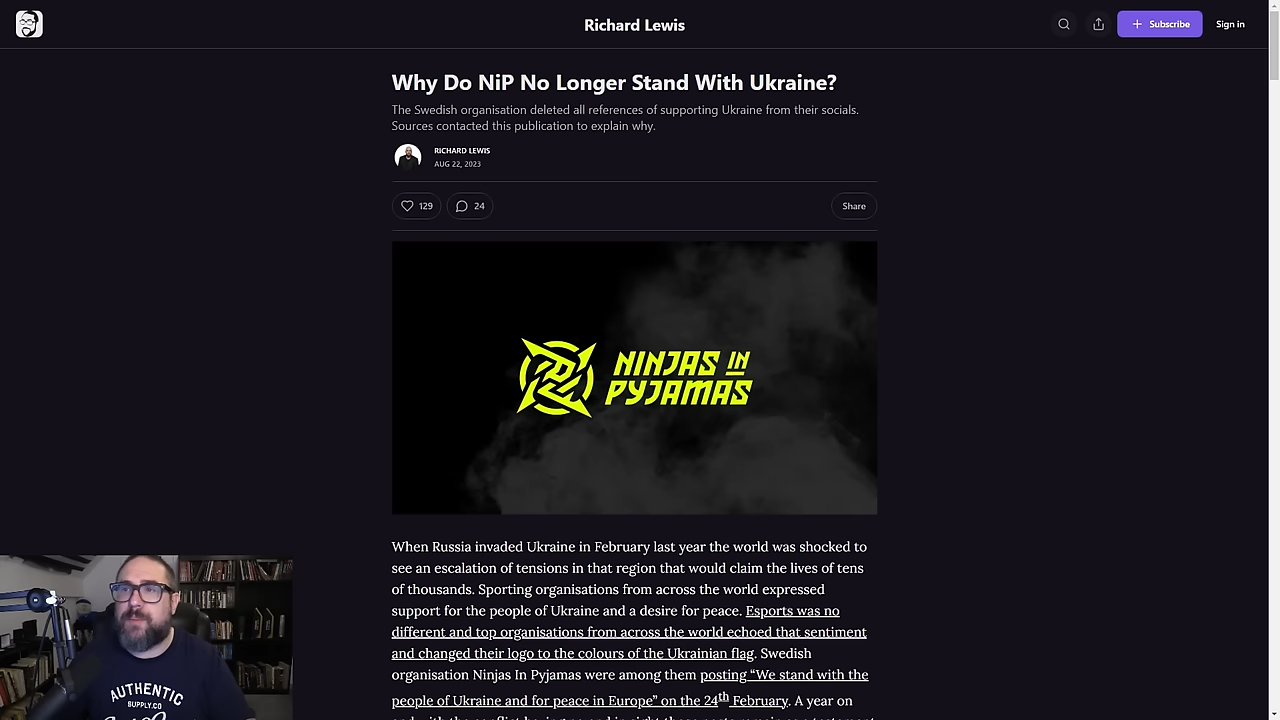 Richard Lewis
Subscribe
Sign in
Why Do NiP No Longer Stand With Ukraine?
The Swedish organisation deleted all references of supporting Ukraine from their socials.
Sources contacted this publication to explain why.
RICHARD LEWIS
AUG 22, 2023
129
24
Share
NINJAS IN
PYJAMAS
When Russia invaded Ukraine in February last year the world was shocked to
see an escalation of tensions in that region that would claim the lives of tens
of thousands. Sporting organisations from across the world expressed
support for the people of Ukraine and a desire for peace. Esports was no
different and top organisations from across the world echoed that sentiment
and changed their logo to the colours of the Ukrainian flag. Swedish
organisation Ninjas In Pyjamas were among them posting “We stand with the
people of Ukraine and for peace in Europe” on the 24th February. A year on
AUTHENTIC
SUPPLY.CO